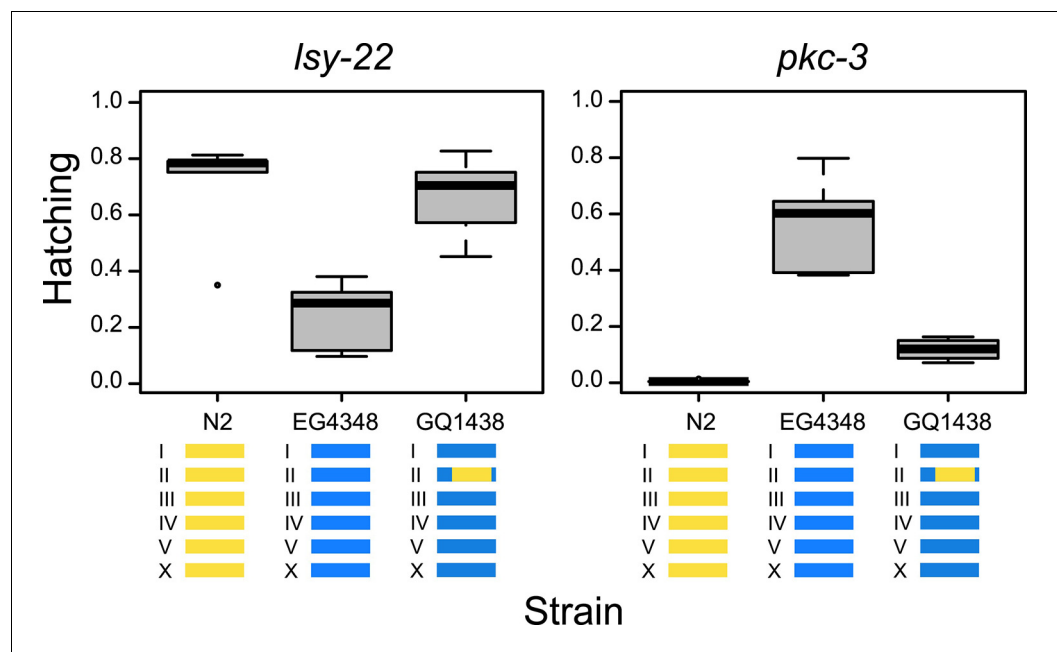 lsy-22
pkc-3
Hatching
1.0
0.8
0.6
0.4
0.2
0.0
1.0
0.8
0.6
0.4
0.2
0.0
N2 EG4348 GQ1438
N2 EG4348 GQ1438
I I I
II II II
III III III
IV IV IV
V V V
X X X
I I I
II II II
III III III
IV IV IV
V V V
X X X
Strain